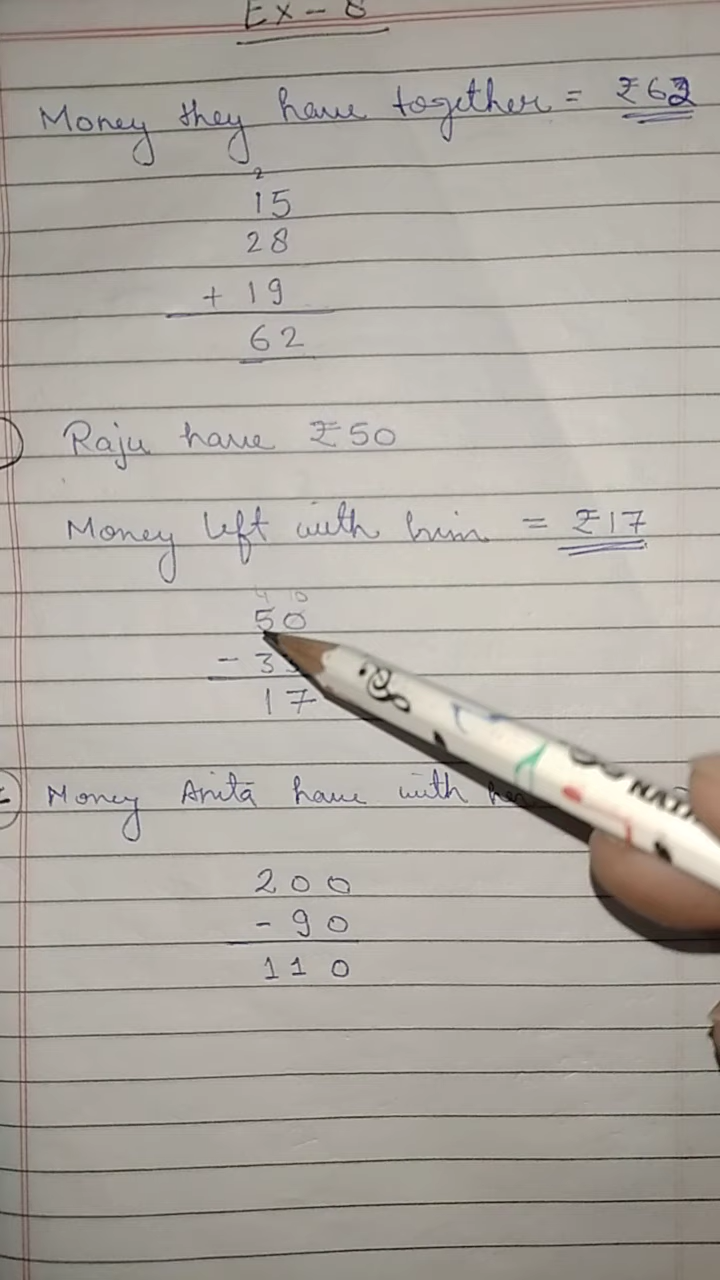 Ex - 8
Money they have together = ₹62
2
15
28
+ 19
62
Raju have ₹50
Money left with him = ₹17
4 10
50
- 3
17
Money Anita have with her
200
- 90
110